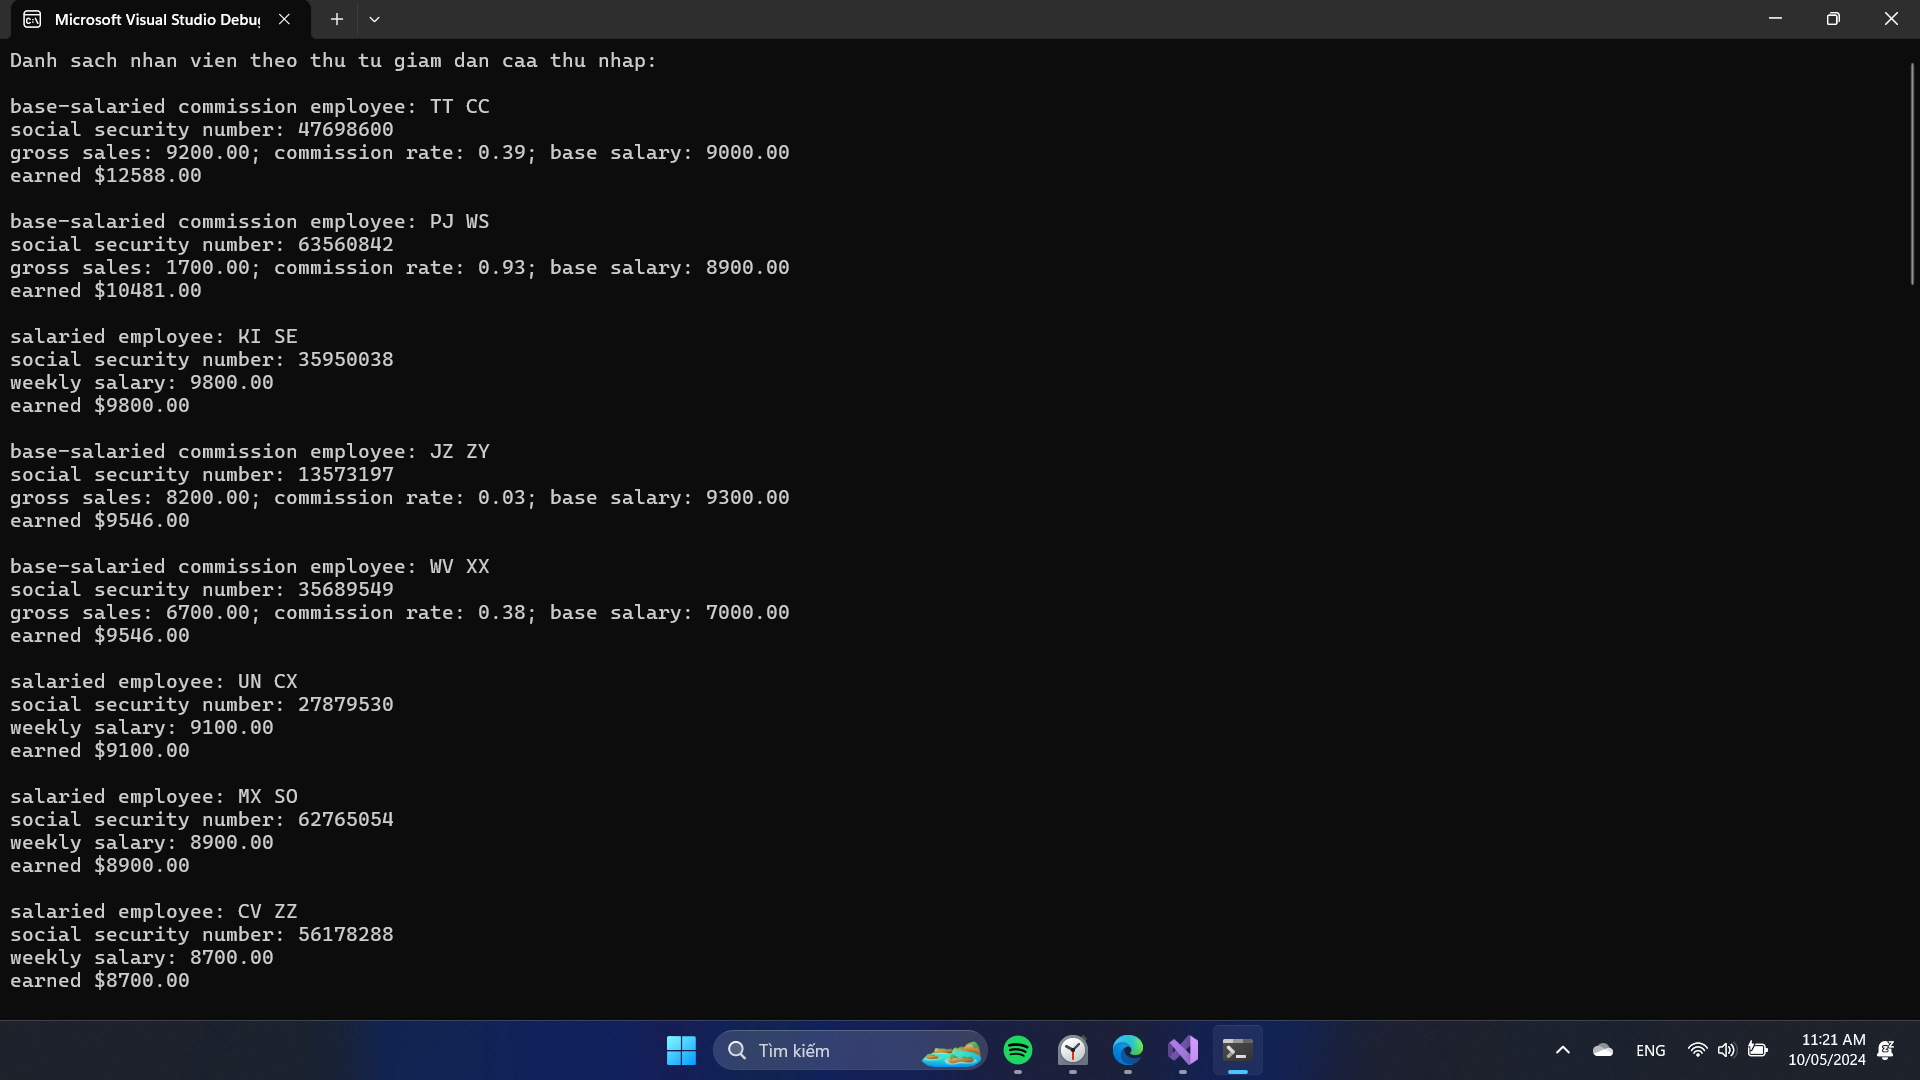 Microsoft Visual Studio Debu
Danh sach nhan vien theo thu tu giam dan caa thu nhap:
base-salaried commission employee: TT CC
social security number: 47698600
gross sales: 9200.00; commission rate: 0.39; base salary: 9000.00
earned $12588.00
base-salaried commission employee: PJ WS
social security number: 63560842
gross sales: 1700.00; commission rate: 0.93; base salary: 8900.00
earned $10481.00
salaried employee: KI SE
social security number: 35950038
weekly salary: 9800.00
earned $9800.00
base-salaried commission employee: JZ ZY
social security number: 13573197
gross sales: 8200.00; commission rate: 0.03; base salary: 9300.00
earned $9546.00
base-salaried commission employee: WV XX
social security number: 35689549
gross sales: 6700.00; commission rate: 0.38; base salary: 7000.00
earned $9546.00
salaried employee: UN CX
social security number: 27879530
weekly salary: 9100.00
earned $9100.00
salaried employee: MX SO
social security number: 62765054
weekly salary: 8900.00
earned $8900.00
salaried employee: CV ZZ
social security number: 56178288
weekly salary: 8700.00
earned $8700.00
Tìm kiếm
ENG
11:21 AM
10/05/2024